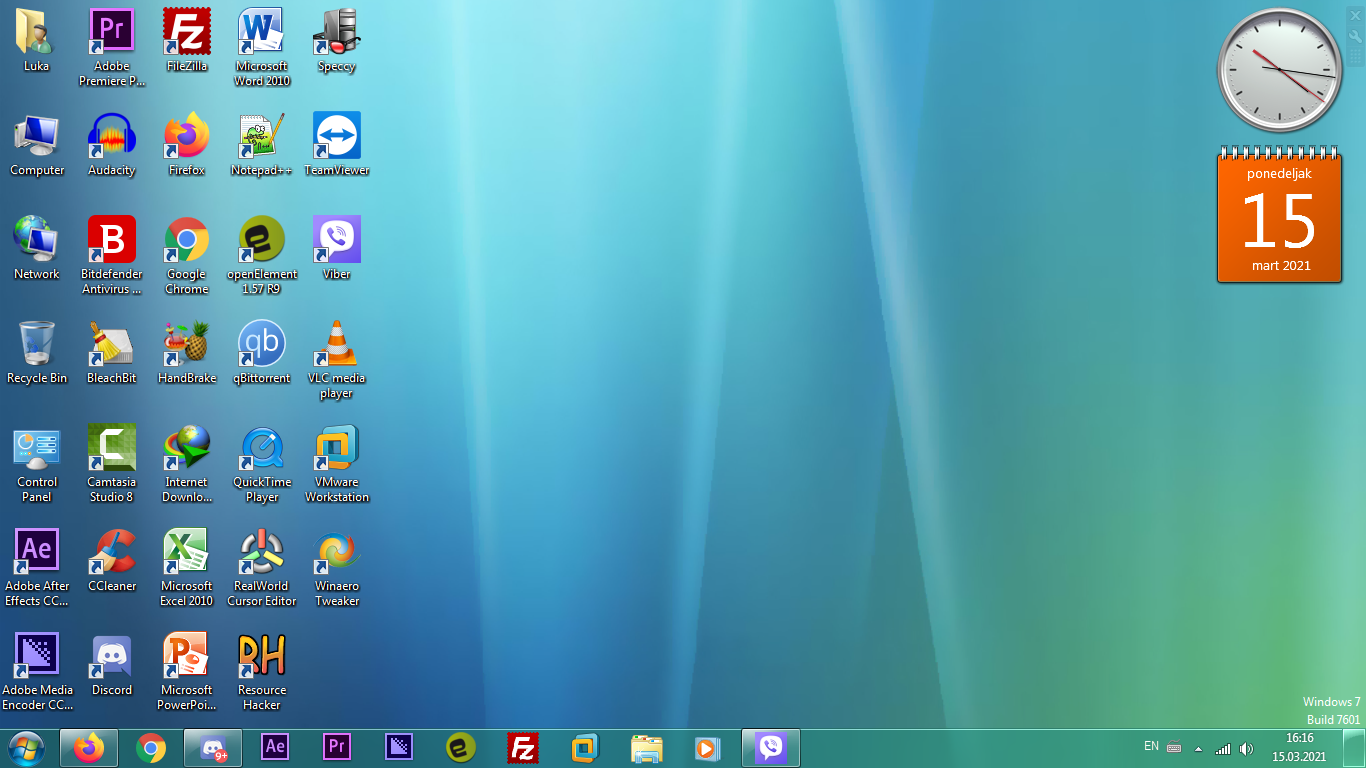 Luka
Computer
Network
Recycle Bin
Control
Panel
Ae
Adobe After
Effects CC...
Adobe Media
Encoder CC...
Pr
Adobe
Premiere P...
Audacity
B
Bitdefender
Antivirus ...
BleachBit
C
Camtasia
Studio 8
CCleaner
Discord
Fz
FileZilla
Firefox
Google
Chrome
HandBrake
Internet
Downlo...
X
Microsoft
Excel 2010
P
Microsoft
PowerPoi...
W
Microsoft
Word 2010
Notepad++
e
openElement
1.57 R9
qb
qBittorrent
Q
QuickTime
Player
RealWorld
Cursor Editor
RH
Resource
Hacker
Speccy
TeamViewer
Viber
VLC media
player
VMware
Workstation
Winaero
Tweaker
ponedeljak
15
mart 2021
Windows 7
Build 7601
9+
Ae
Pr
e
Fz
EN
16:16
15.03.2021